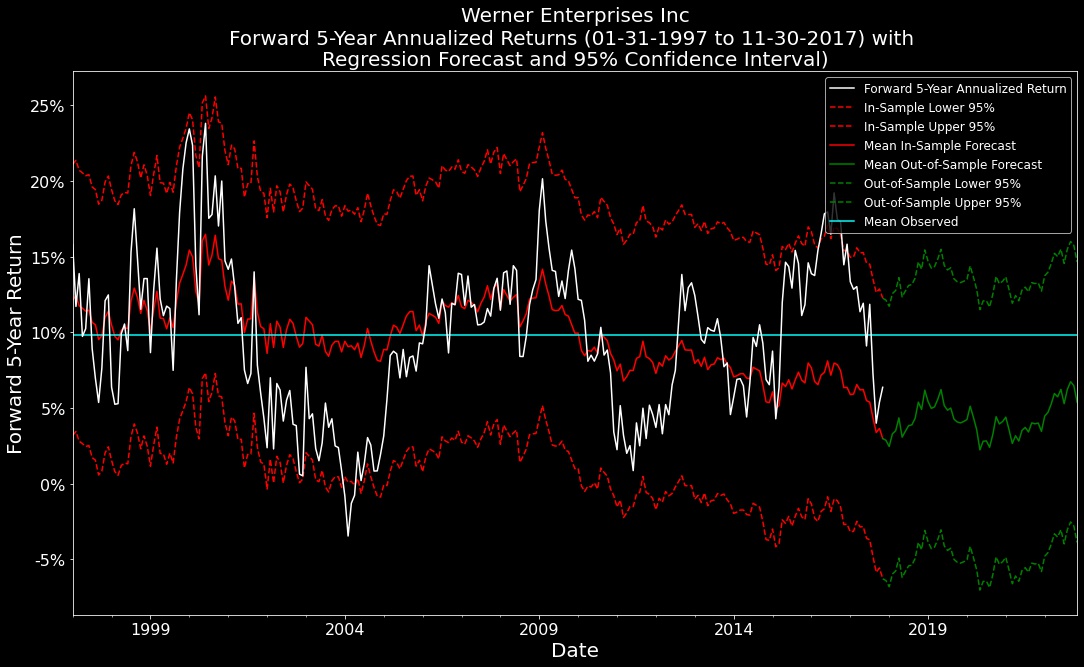 Werner Enterprises Inc
Forward 5-Year Annualized Returns (01-31-1997 to 11-30-2017) with
Regression Forecast and 95% Confidence Interval)
Forward 5-Year Return
25%
20%
15%
10%
5%
0%
-5%
Forward 5-Year Annualized Return
In-Sample Lower 95%
In-Sample Upper 95%
Mean In-Sample Forecast
Mean Out-of-Sample Forecast
Out-of-Sample Lower 95%
Out-of-Sample Upper 95%
Mean Observed
1999 2004 2009 2014 2019
Date